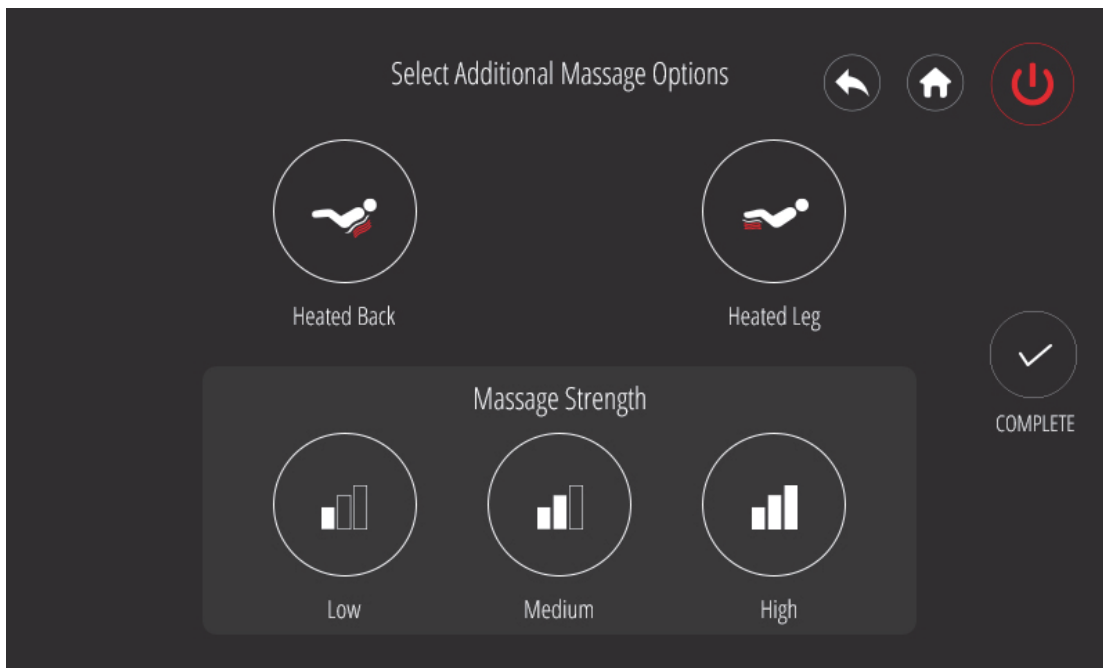 Select Additional Massage Options
Heated Back
Heated Leg
Massage Strength
COMPLETE
Low
Medium
High